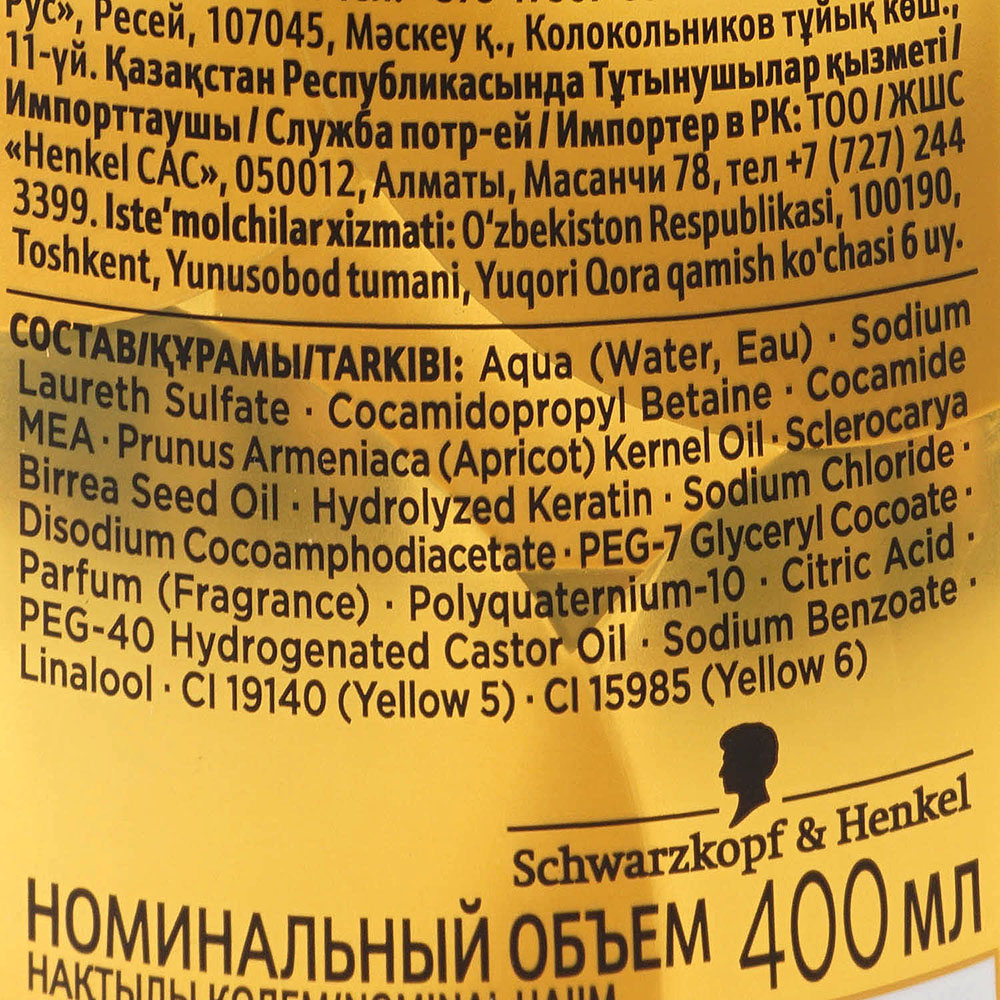 Рус», Ресей, 107045, Мәскеу қ., Колокольников тұйық көш.,
11-үй. Қазақстан Республикасында Тұтынушылар қызметі/
Импорттаушы / Служба потр-ей / Импортер в РК: ТОО / ЖШС
«Henkel САС», 050012, Алматы, Масанчи 78, тел +7 (727) 244
3399. Iste’molchilar xizmati: O‘zbekiston Respublikasi, 100190,
Toshkent, Yunusobod tumani, Yuqori Qora qamish ko'chasi 6 uy.
СОСТАВ/ҚҰРАМЫ/TARKIBI: Aqua (Water, Eau) · Sodium
Laureth Sulfate · Cocamidopropyl Betaine · Cocamide
MEA · Prunus Armeniaca (Apricot) Kernel Oil · Sclerocarya
Birrea Seed Oil · Hydrolyzed Keratin · Sodium Chloride ·
Disodium Cocoamphodiacetate · PEG-7 Glyceryl Cocoate ·
Parfum (Fragrance) · Polyquaternium-10 · Citric Acid ·
PEG-40 Hydrogenated Castor Oil · Sodium Benzoate ·
Linalool · CI 19140 (Yellow 5) · CI 15985 (Yellow 6)
Schwarzkopf & Henkel
НОМИНАЛЬНЫЙ ОБЪЕМ 400 МЛ